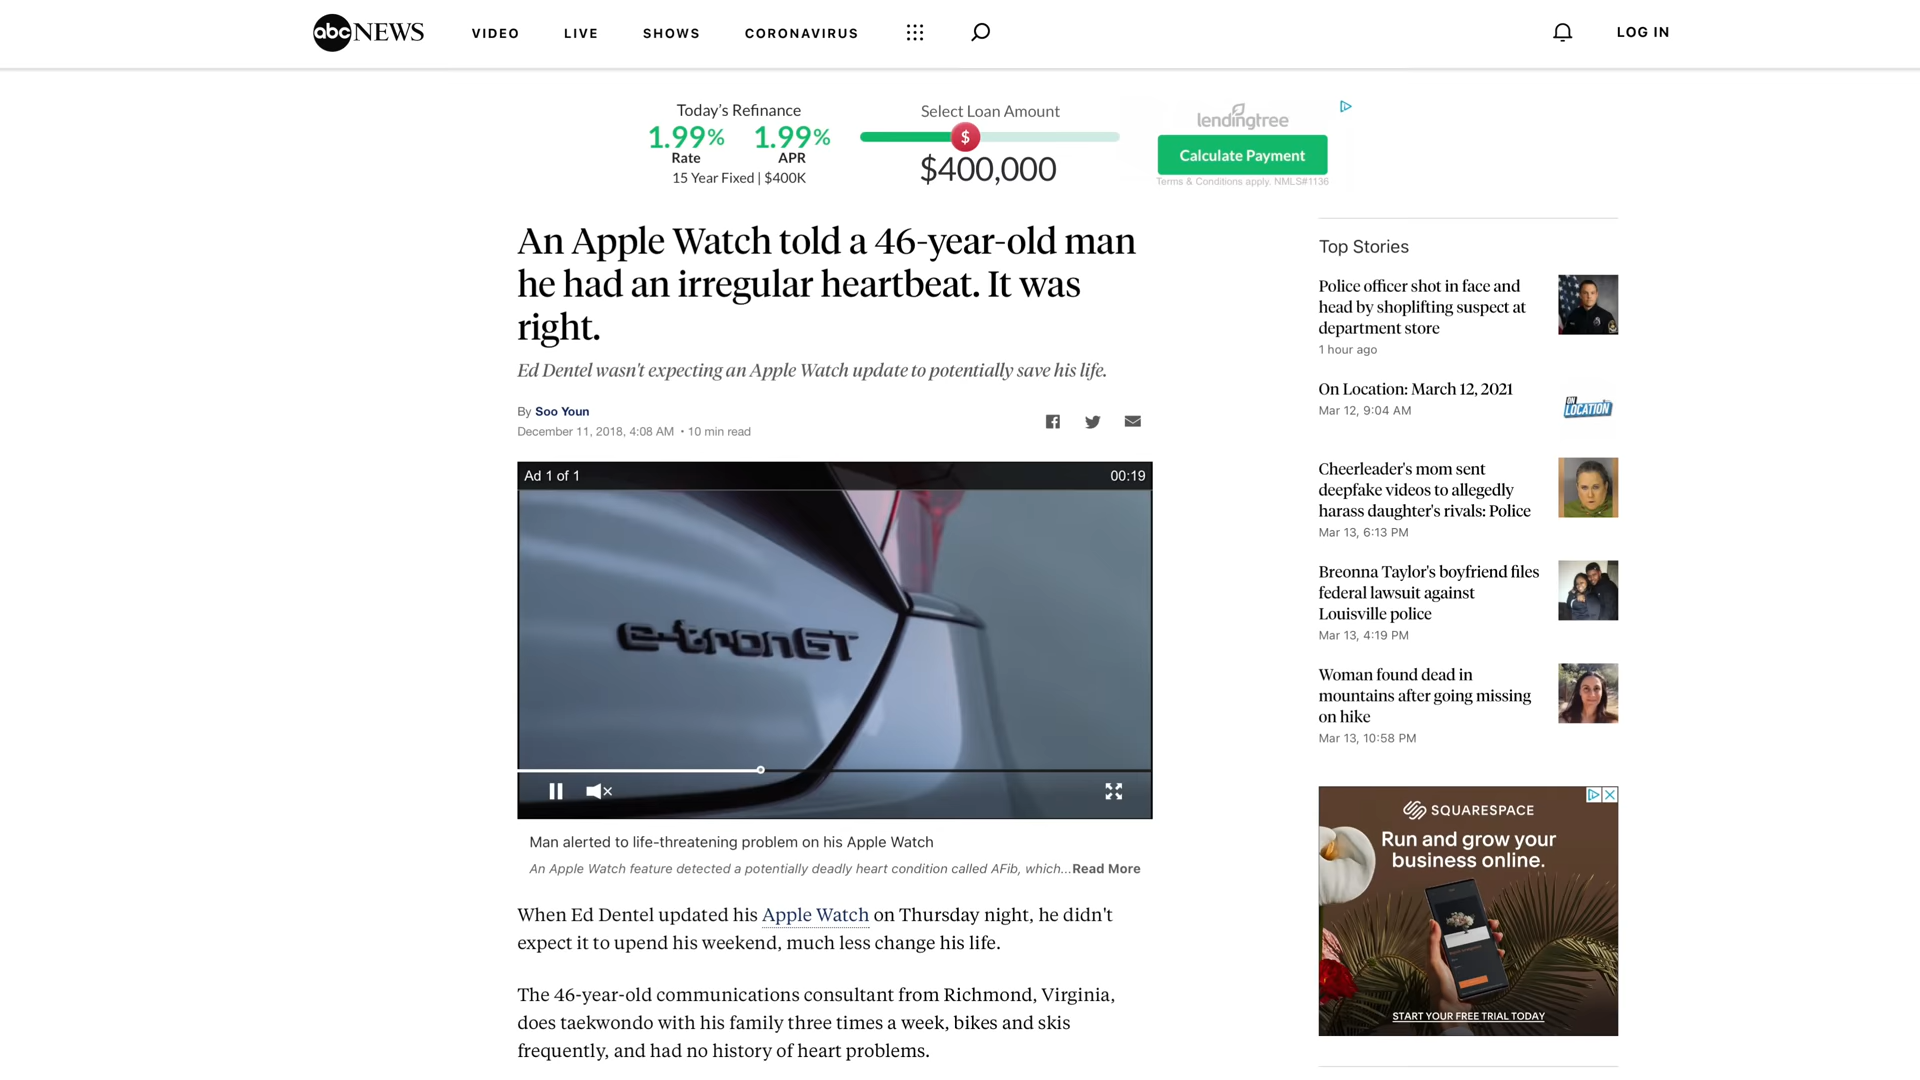 abc NEWS
VIDEO
LIVE
SHOWS
CORONAVIRUS
LOG IN
Today's Refinance
1.99% 1.99%
Rate APR
15 Year Fixed | $400K
Select Loan Amount
$
$400,000
lendingtree
Calculate Payment
Terms & Conditions apply. NMLS#1136
An Apple Watch told a 46-year-old man
he had an irregular heartbeat. It was
right.
Ed Dentel wasn't expecting an Apple Watch update to potentially save his life.
By Soo Youn
December 11, 2018, 4:08 AM • 10 min read
Ad 1 of 1
00:19
e-tron GT
Man alerted to life-threatening problem on his Apple Watch
An Apple Watch feature detected a potentially deadly heart condition called AFib, which...Read More
When Ed Dentel updated his Apple Watch on Thursday night, he didn't
expect it to upend his weekend, much less change his life.
The 46-year-old communications consultant from Richmond, Virginia,
does taekwondo with his family three times a week, bikes and skis
frequently, and had no history of heart problems.
Top Stories
Police officer shot in face and
head by shoplifting suspect at
department store
1 hour ago
On Location: March 12, 2021
Mar 12, 9:04 AM
ON
LOCATION
Cheerleader's mom sent
deepfake videos to allegedly
harass daughter's rivals: Police
Mar 13, 6:13 PM
Breonna Taylor's boyfriend files
federal lawsuit against
Louisville police
Mar 13, 4:19 PM
Woman found dead in
mountains after going missing
on hike
Mar 13, 10:58 PM
SQUARESPACE
Run and grow your
business online.
START YOUR FREE TRIAL TODAY